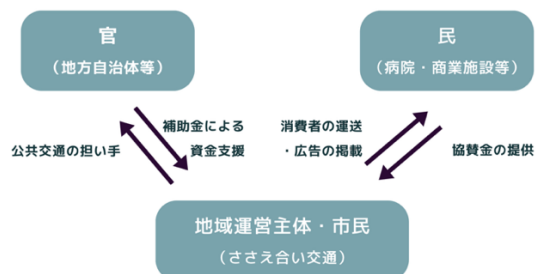 官
（地方自治体等）
民
（病院・商業施設等）
公共交通の担い手
補助金による
資金支援
消費者の運送
・広告の掲載
協賛金の提供
地域運営主体・市民
（ささえ合い交通）